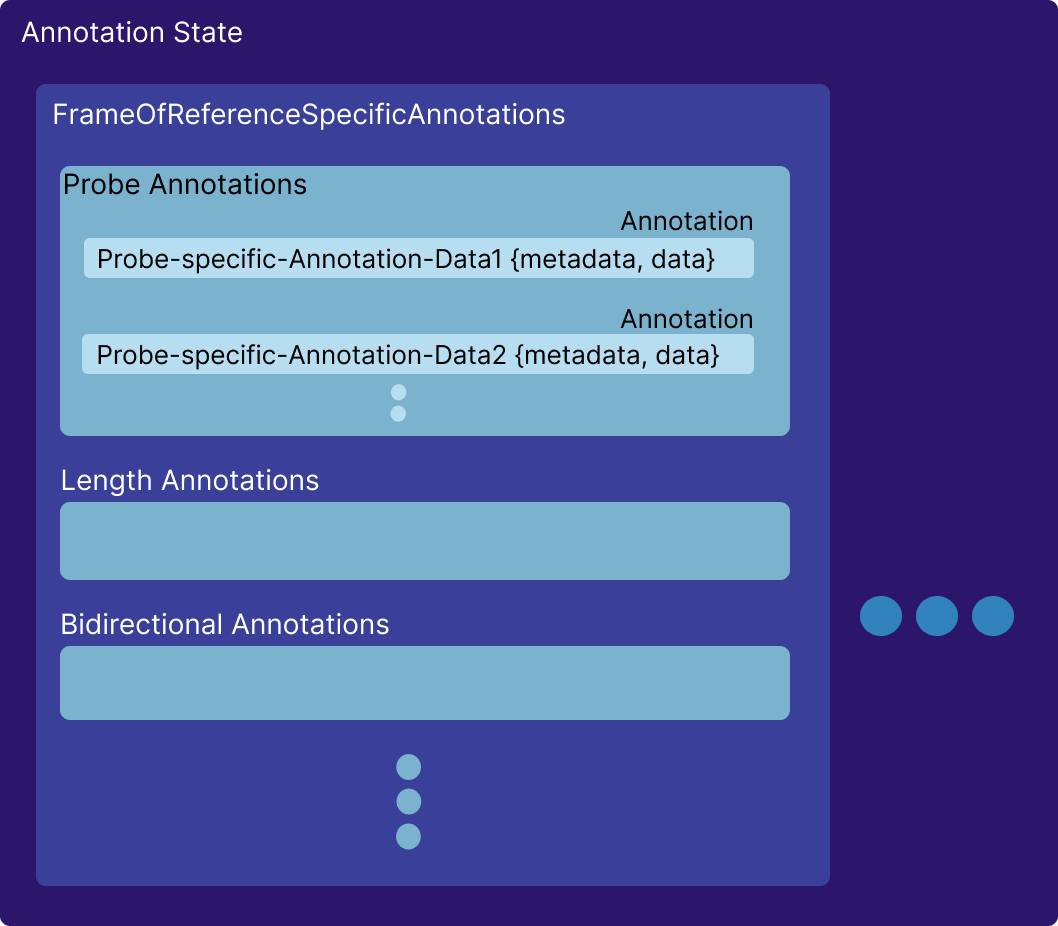 Annotation State
FrameOfReferenceSpecificAnnotations
Probe Annotations
Annotation
Probe-specific-Annotation-Data1 {metadata, data}
Annotation
Probe-specific-Annotation-Data2 {metadata, data}
Length Annotations
Bidirectional Annotations